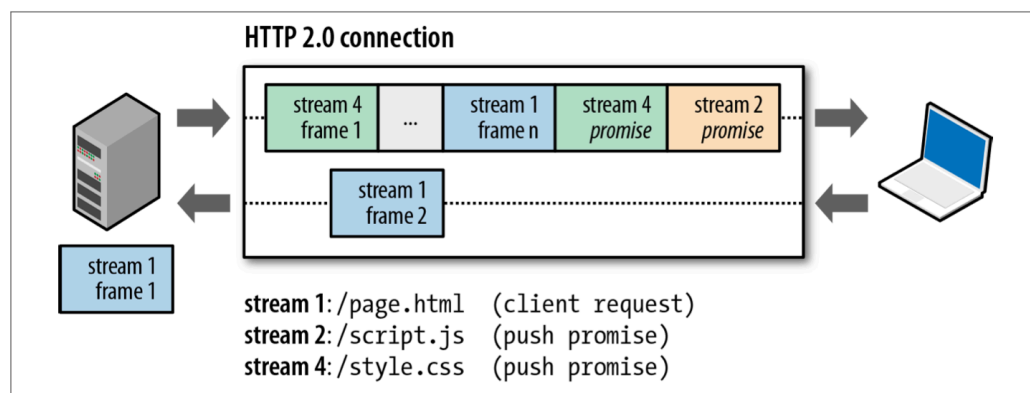 HTTP 2.0 connection
stream 4
frame 1
...
stream 1
frame n
stream 4
promise
stream 2
promise
stream 1
frame 2
stream 1
frame 1
stream 1: /page.html (client request)
stream 2: /script.js (push promise)
stream 4: /style.css (push promise)